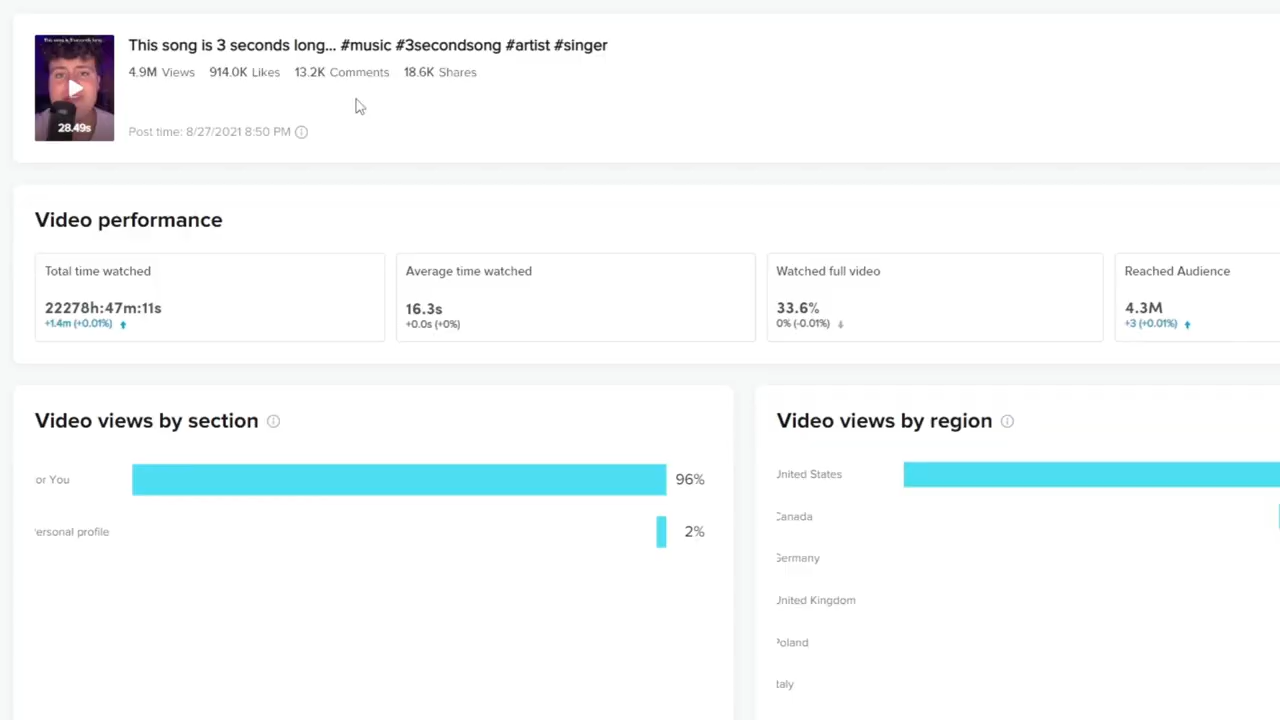 This song is 3 seconds long... #music #3secondsong #artist #singer
4.9M Views 914.0K Likes 13.2K Comments 18.6K Shares
28.49s
Post time: 8/27/2021 8:50 PM
Video performance
Total time watched
22278h:47m:11s
+1.4m (+0.01%)
Average time watched
16.3s
+0.0s (+0%)
Watched full video
33.6%
0% (-0.01%)
Reached Audience
4.3M
+3 (+0.01%)
Video views by section
or You 96%
ersonal profile 2%
Video views by region
United States
Canada
Germany
United Kingdom
Poland
Italy